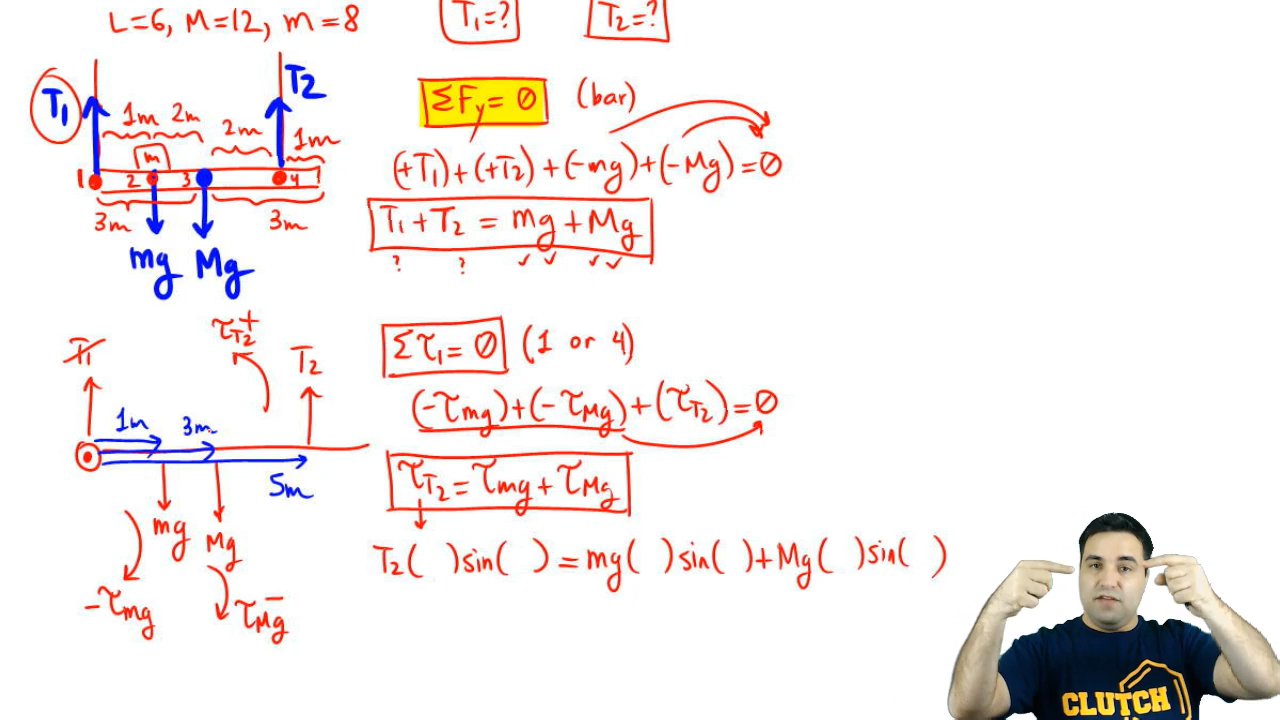 L=6, M=12, m=8
T₁=?
T₂=?
T₁
T₂
1m 2m 2m 1m
m
1 2 3 4
3m 3m
mg Mg
ΣFy = 0 (bar)
(+T₁)+(+T₂)+(-mg)+(-Mg)=0
T₁+T₂ = mg+Mg
? ? ✓ ✓ ✓ ✓
τT₂+
T₁ T₂
1m 3m
5m
mg Mg
-τmg τMg-
Στ₁=0 (1 or 4)
(-τmg)+(-τMg)+(τT₂)=0
τT₂=τmg+τMg
T₂( )sin( )=mg( )sin( )+Mg( )sin( )
CLUTCH